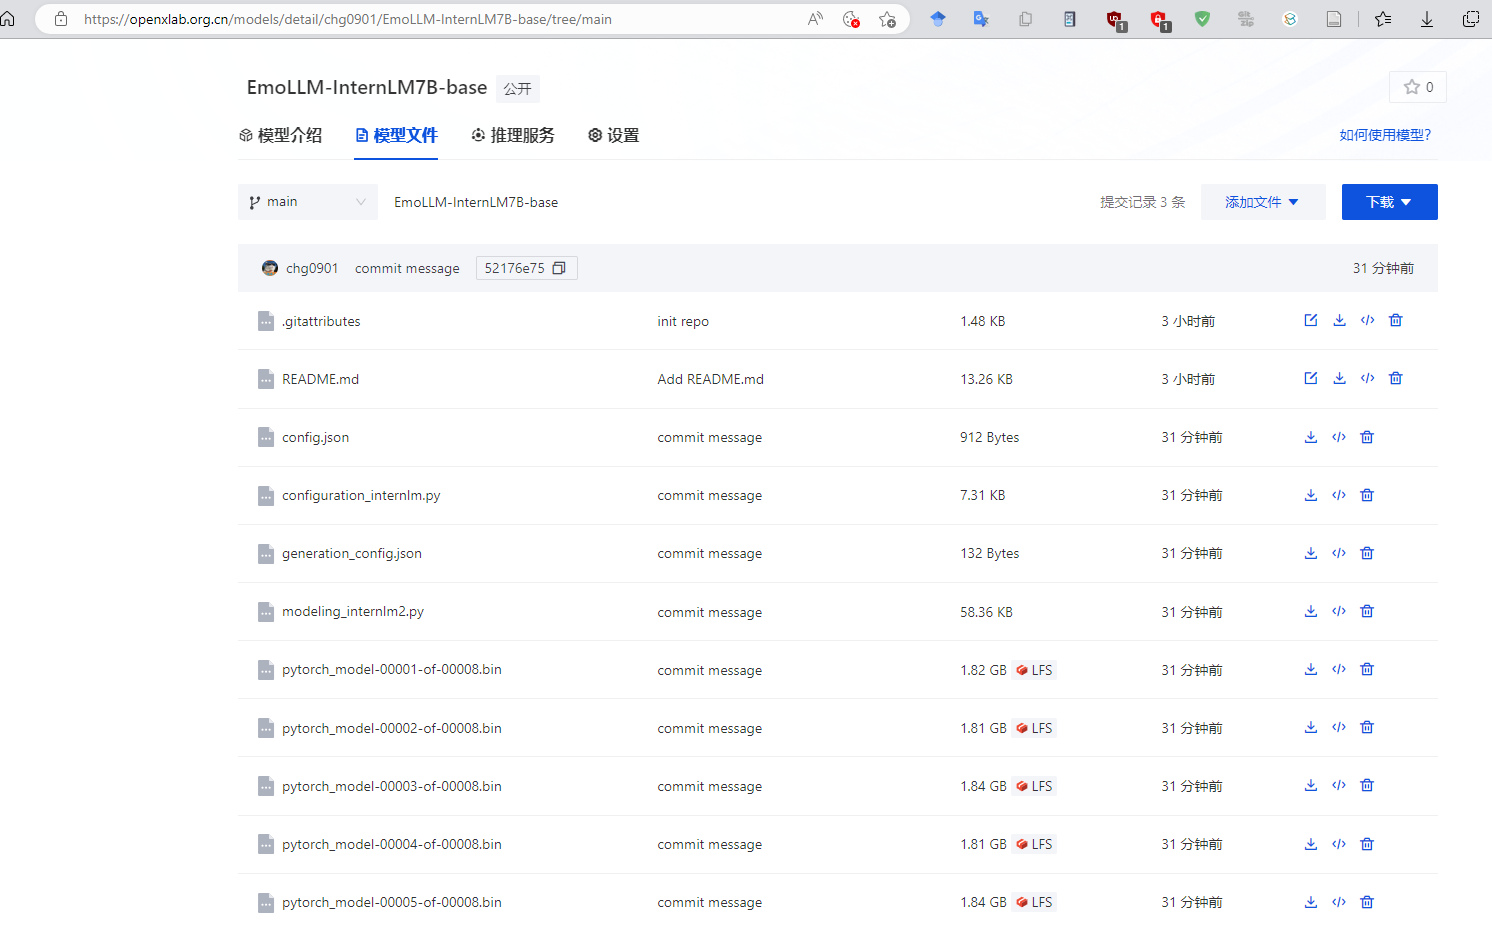 https://openxlab.org.cn/models/detail/chg0901/EmoLLM-InternLM7B-base/tree/main
EmoLLM-InternLM7B-base 公开 0
模型介绍 模型文件 推理服务 设置 如何使用模型?
main EmoLLM-InternLM7B-base 提交记录 3 条 添加文件 下载
chg0901 commit message 52176e75 31 分钟前
.gitattributes init repo 1.48 KB 3 小时前
README.md Add README.md 13.26 KB 3 小时前
config.json commit message 912 Bytes 31 分钟前
configuration_internlm.py commit message 7.31 KB 31 分钟前
generation_config.json commit message 132 Bytes 31 分钟前
modeling_internlm2.py commit message 58.36 KB 31 分钟前
pytorch_model-00001-of-00008.bin commit message 1.82 GB LFS 31 分钟前
pytorch_model-00002-of-00008.bin commit message 1.81 GB LFS 31 分钟前
pytorch_model-00003-of-00008.bin commit message 1.84 GB LFS 31 分钟前
pytorch_model-00004-of-00008.bin commit message 1.81 GB LFS 31 分钟前
pytorch_model-00005-of-00008.bin commit message 1.84 GB LFS 31 分钟前